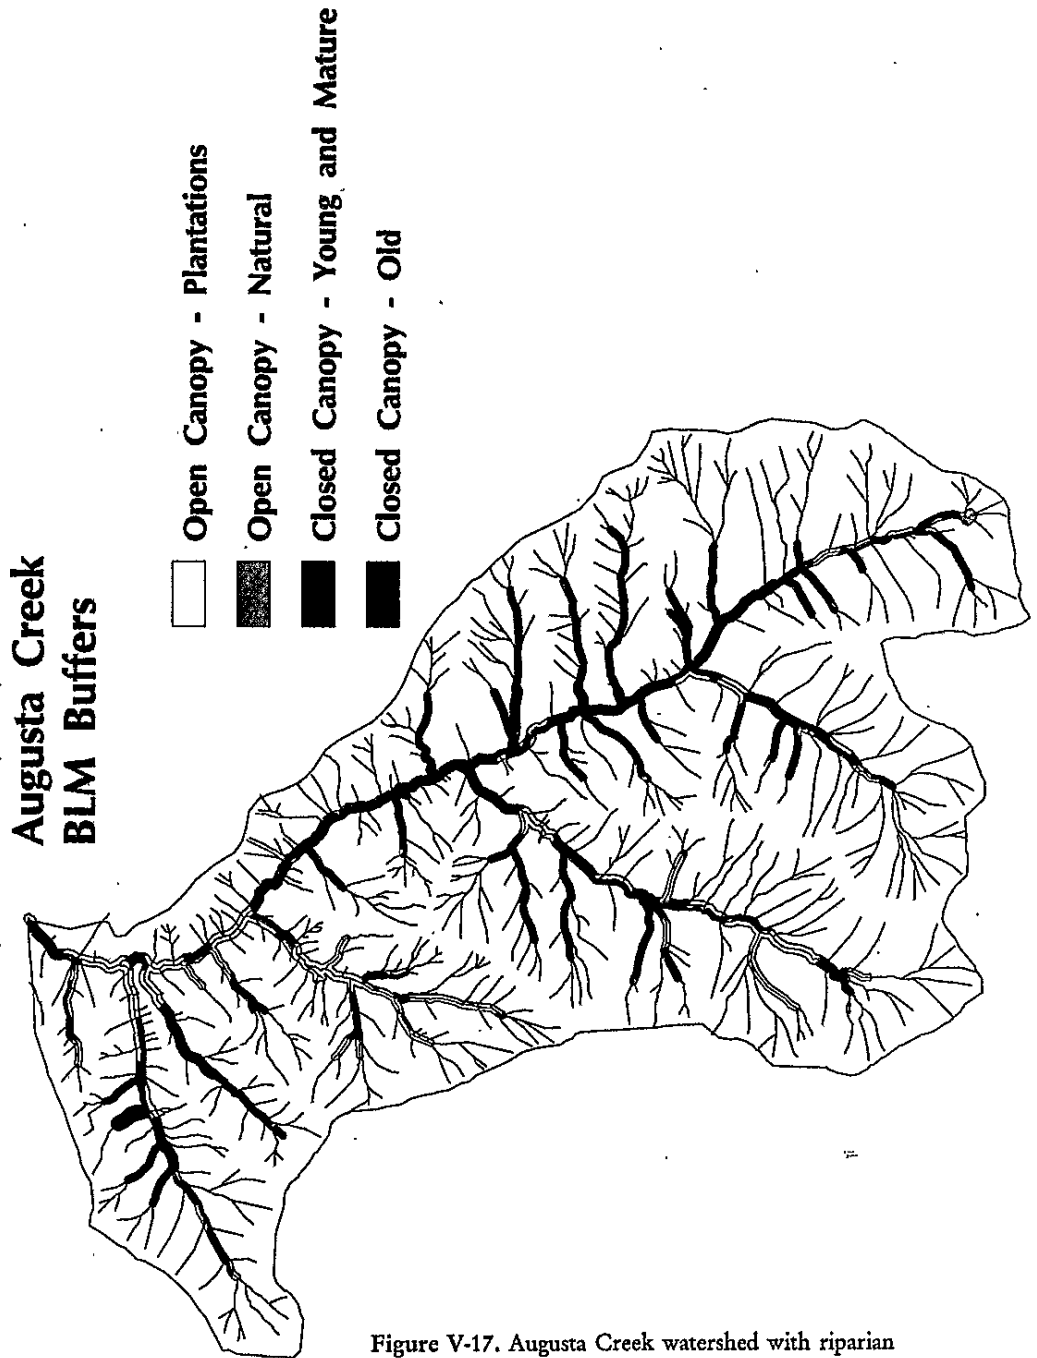 Augusta Creek
BLM Buffers
Open Canopy - Plantations
Open Canopy - Natural
Closed Canopy - Young and Mature
Closed Canopy - Old
Figure V-17. Augusta Creek watershed with riparian